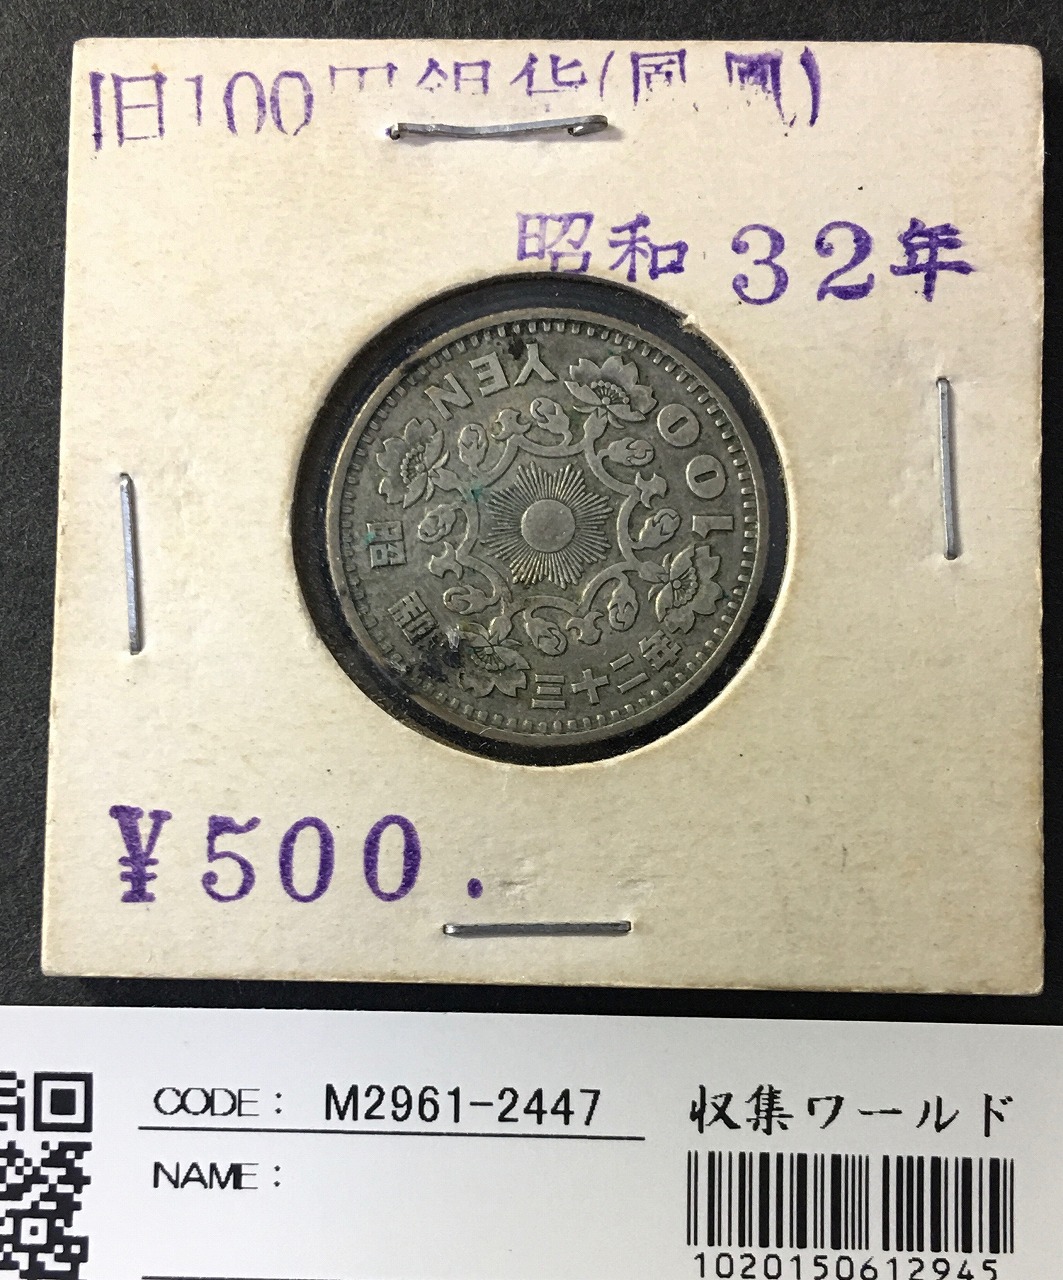 旧100円銀貨(鳳凰)
昭和 32年
100 YEN
昭和三十二年
¥500.
CODE: M2961-2447
収集ワールド
NAME:
1020150612945